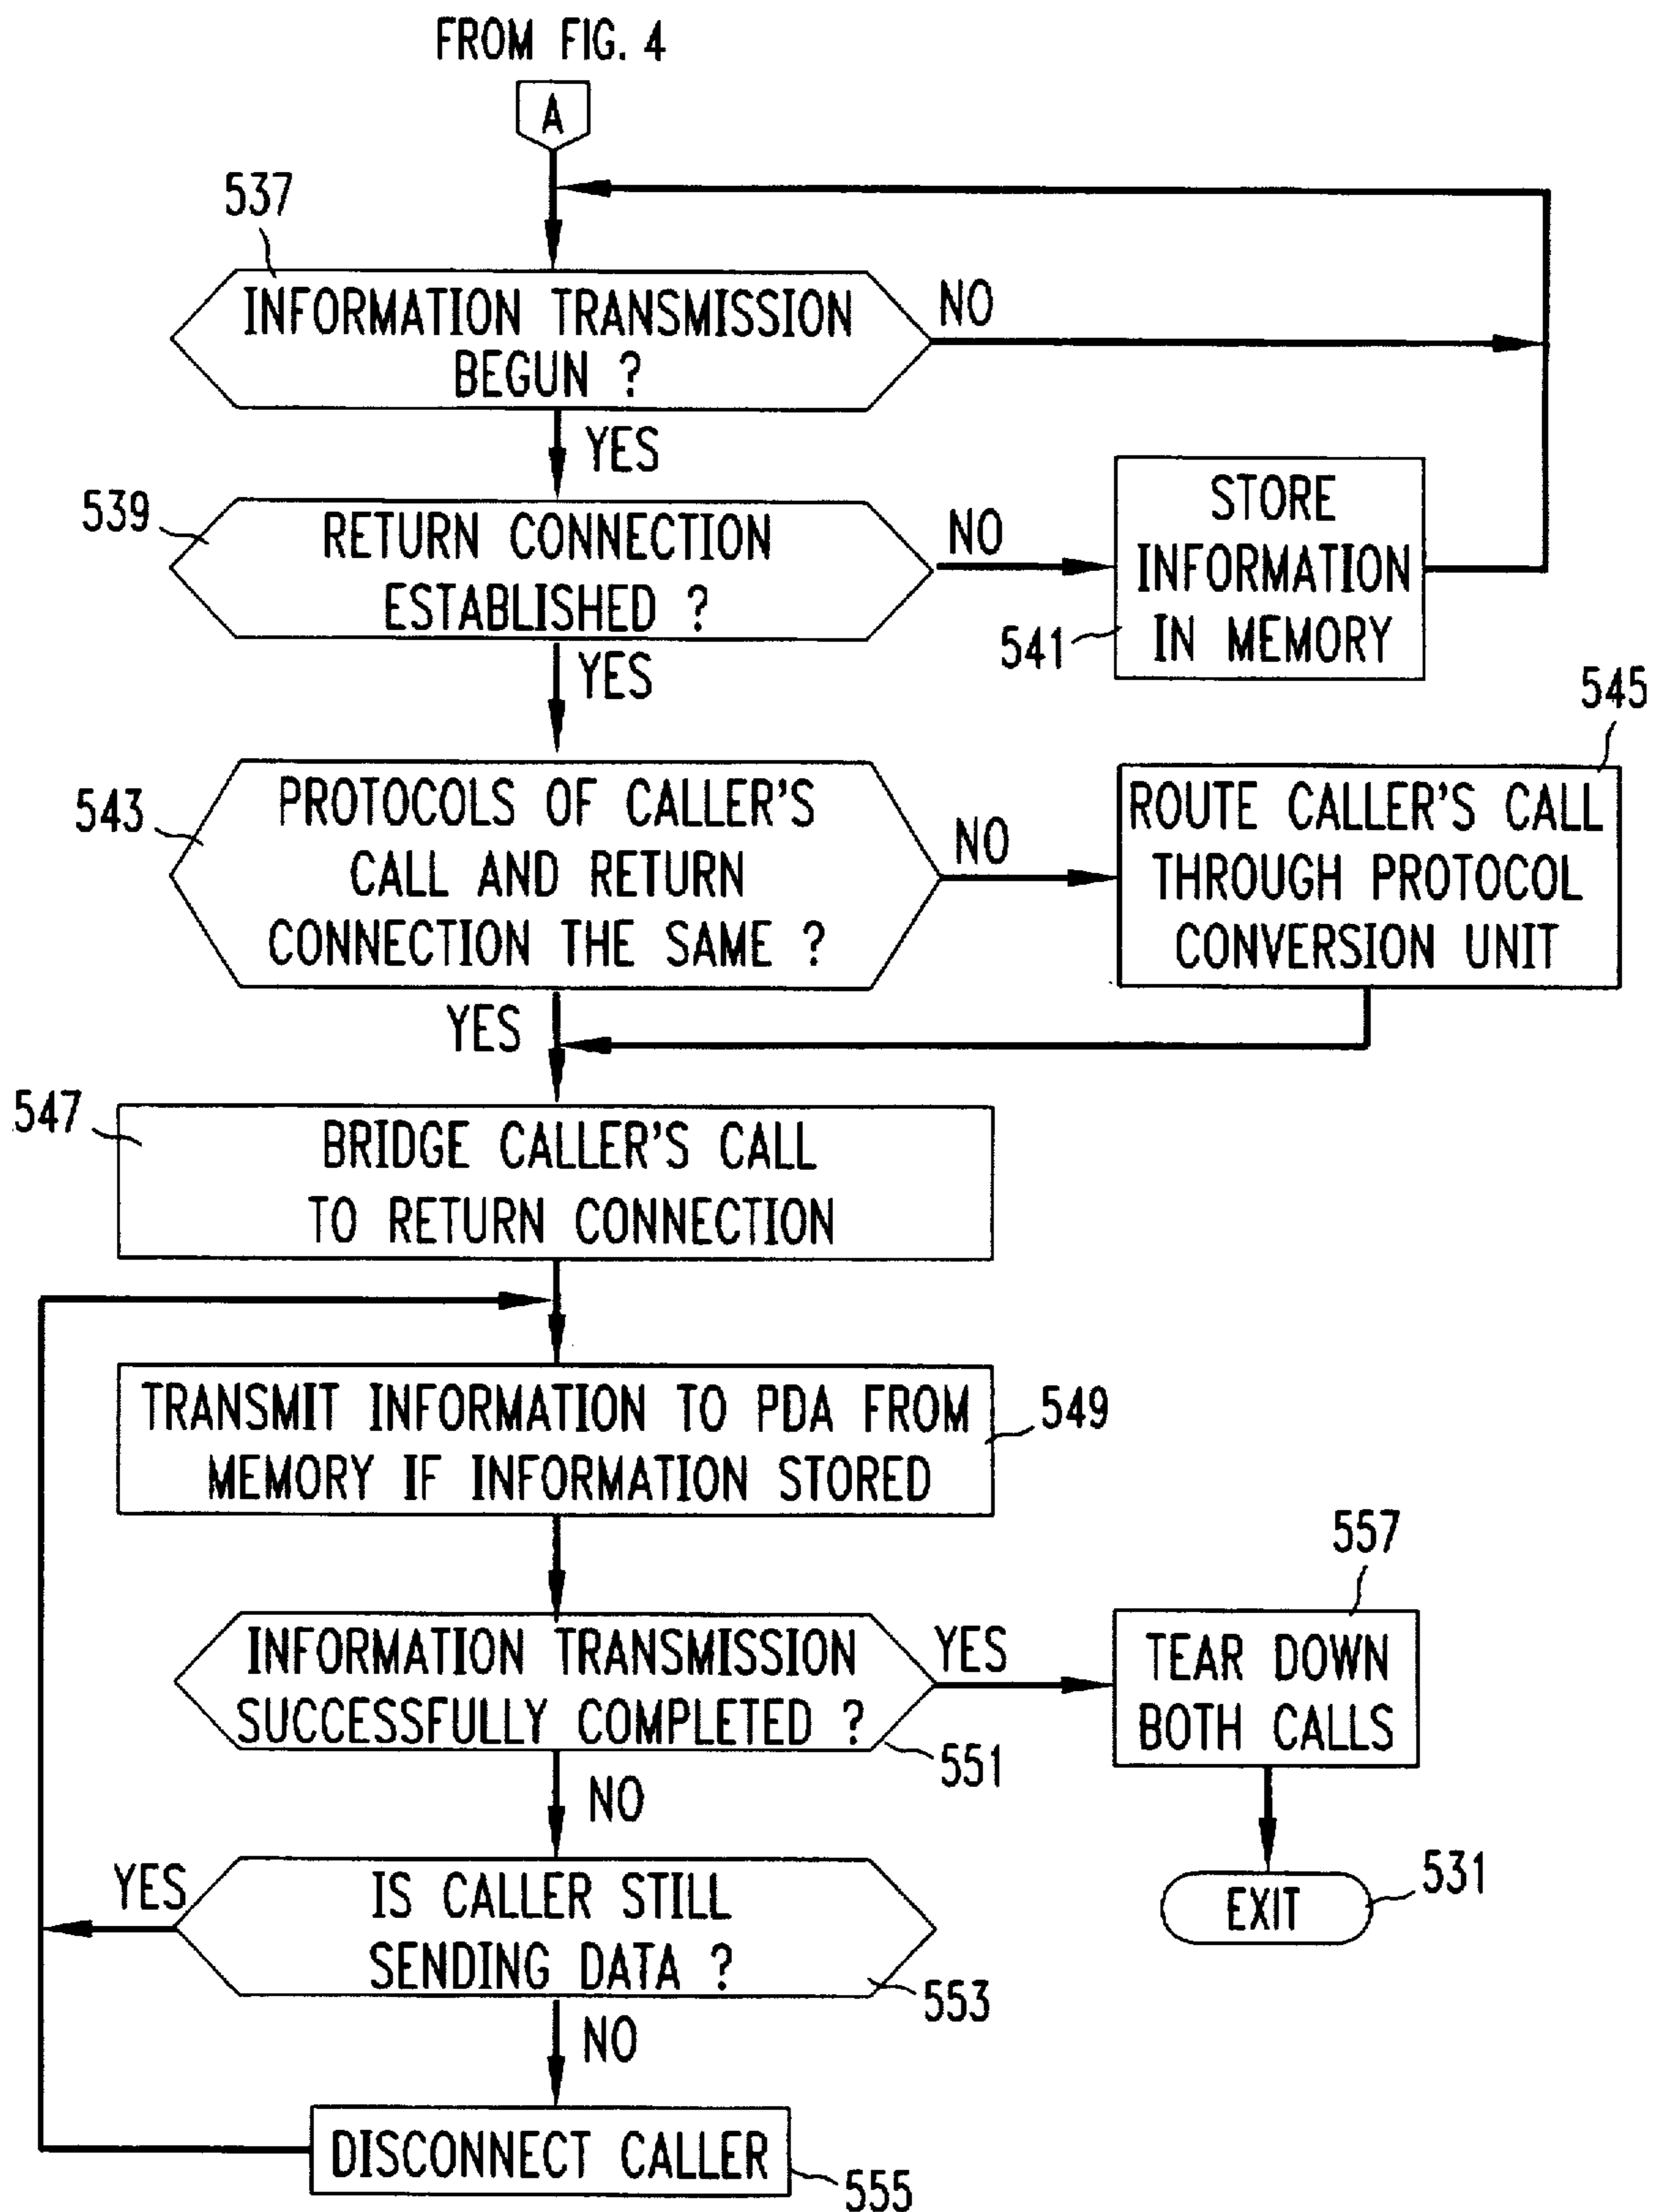 FROM FIG. 4
A
537
INFORMATION TRANSMISSION
BEGUN ?
NO
YES
539
RETURN CONNECTION
ESTABLISHED ?
NO
STORE
INFORMATION
IN MEMORY
541
YES
545
543
PROTOCOLS OF CALLER'S
CALL AND RETURN
CONNECTION THE SAME ?
NO
ROUTE CALLER'S CALL
THROUGH PROTOCOL
CONVERSION UNIT
YES
547
BRIDGE CALLER'S CALL
TO RETURN CONNECTION
TRANSMIT INFORMATION TO PDA FROM
MEMORY IF INFORMATION STORED
549
557
INFORMATION TRANSMISSION
SUCCESSFULLY COMPLETED ?
551
YES
TEAR DOWN
BOTH CALLS
NO
YES
IS CALLER STILL
SENDING DATA ?
553
EXIT
531
NO
DISCONNECT CALLER
555